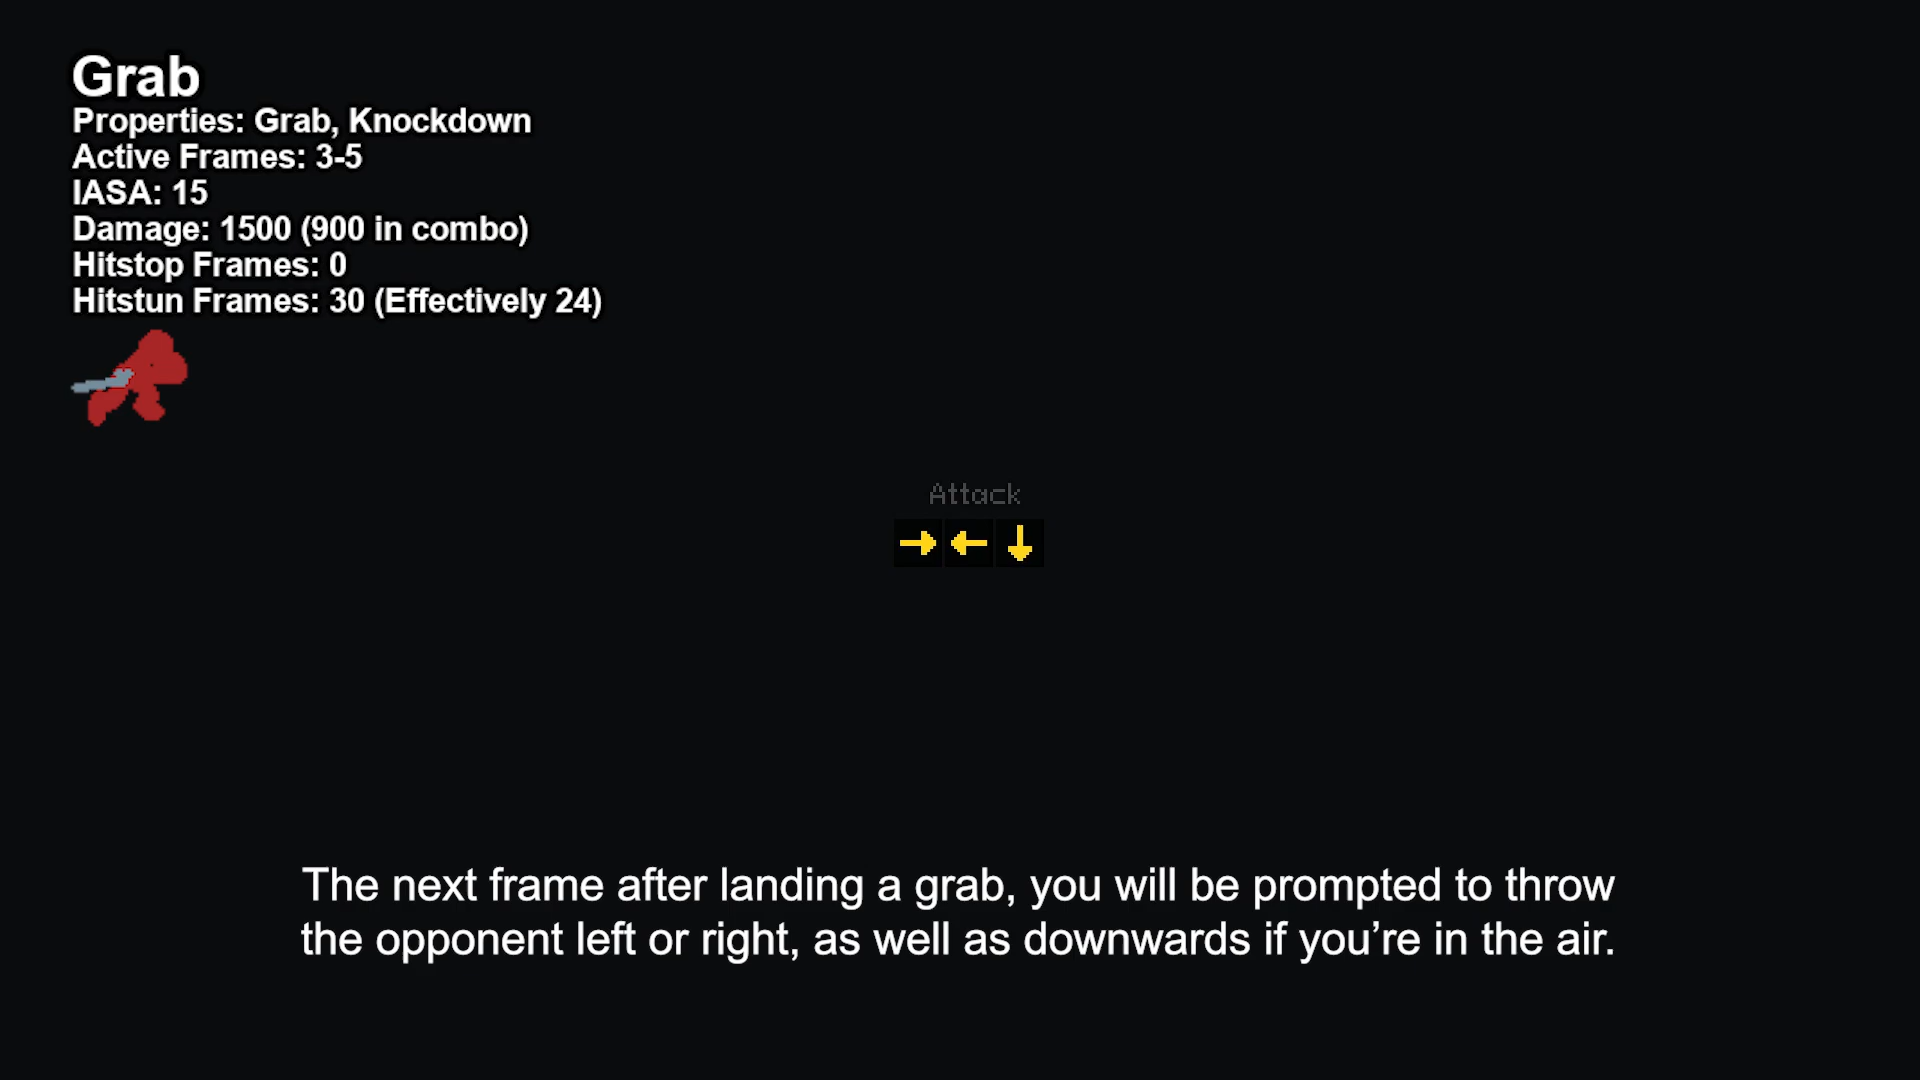 Grab
Properties: Grab, Knockdown
Active Frames: 3-5
IASA: 15
Damage: 1500 (900 in combo)
Hitstop Frames: 0
Hitstun Frames: 30 (Effectively 24)
Attack
The next frame after landing a grab, you will be prompted to throw
the opponent left or right, as well as downwards if you’re in the air.